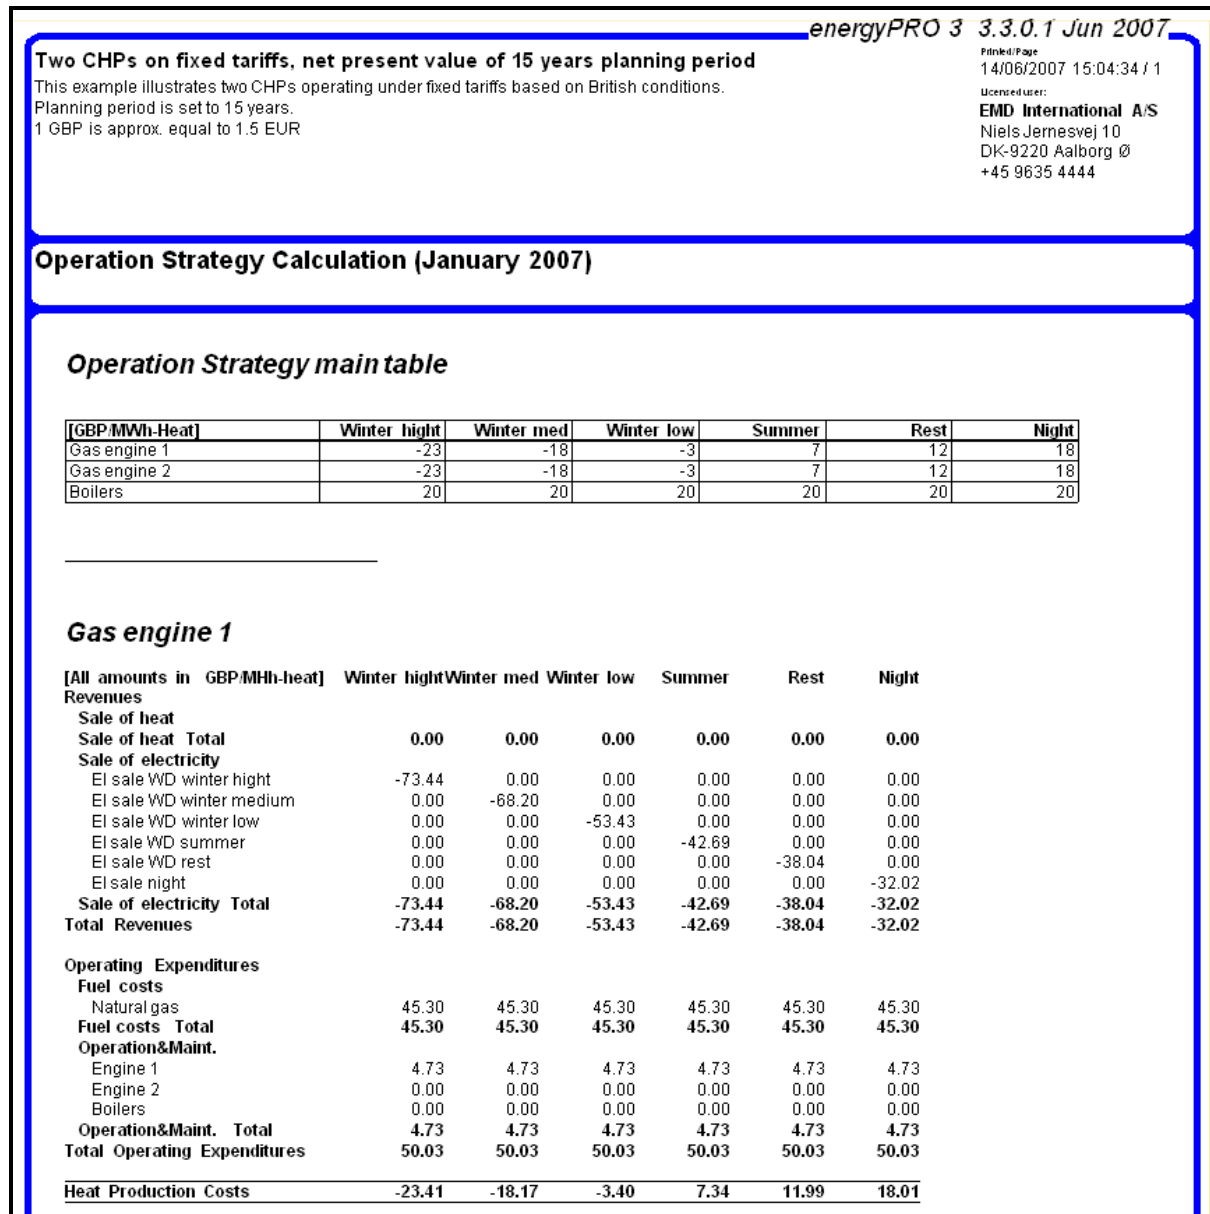 energyPRO 3 3.3.0.1 Jun 2007
Two CHPs on fixed tariffs, net present value of 15 years planning period
This example illustrates two CHPs operating under fixed tariffs based on British conditions.
Planning period is set to 15 years.
1 GBP is approx. equal to 1.5 EUR
Printed/Page
14/06/2007 15:04:34 / 1
Licensed user:
EMD International A/S
Niels Jernesvej 10
DK-9220 Aalborg Ø
+45 9635 4444
Operation Strategy Calculation (January 2007)
Operation Strategy main table
[GBP/MWh-Heat] Winter hight Winter med Winter low Summer Rest Night
Gas engine 1 -23 -18 -3 7 12 18
Gas engine 2 -23 -18 -3 7 12 18
Boilers 20 20 20 20 20 20
Gas engine 1
[All amounts in GBP/MHh-heat] Winter hight Winter med Winter low Summer Rest Night
Revenues
Sale of heat
Sale of heat Total 0.00 0.00 0.00 0.00 0.00 0.00
Sale of electricity
El sale WD winter hight -73.44 0.00 0.00 0.00 0.00 0.00
El sale WD winter medium 0.00 -68.20 0.00 0.00 0.00 0.00
El sale WD winter low 0.00 0.00 -53.43 0.00 0.00 0.00
El sale WD summer 0.00 0.00 0.00 -42.69 0.00 0.00
El sale WD rest 0.00 0.00 0.00 0.00 -38.04 0.00
El sale night 0.00 0.00 0.00 0.00 0.00 -32.02
Sale of electricity Total -73.44 -68.20 -53.43 -42.69 -38.04 -32.02
Total Revenues -73.44 -68.20 -53.43 -42.69 -38.04 -32.02
Operating Expenditures
Fuel costs
Natural gas 45.30 45.30 45.30 45.30 45.30 45.30
Fuel costs Total 45.30 45.30 45.30 45.30 45.30 45.30
Operation&Maint.
Engine 1 4.73 4.73 4.73 4.73 4.73 4.73
Engine 2 0.00 0.00 0.00 0.00 0.00 0.00
Boilers 0.00 0.00 0.00 0.00 0.00 0.00
Operation&Maint. Total 4.73 4.73 4.73 4.73 4.73 4.73
Total Operating Expenditures 50.03 50.03 50.03 50.03 50.03 50.03
Heat Production Costs -23.41 -18.17 -3.40 7.34 11.99 18.01